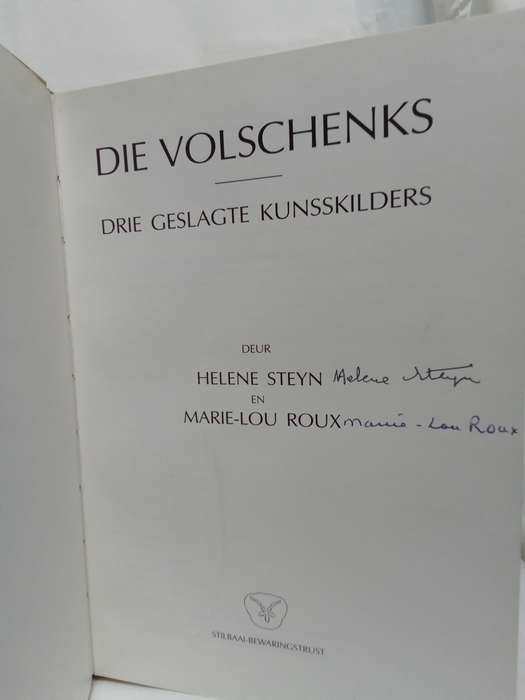 DIE VOLSCHENKS
DRIE GESLAGTE KUNSSKILDERS
DEUR
HELENE STEYN Helene Steyn
EN
MARIE-LOU ROUX Marie-Lou Roux
STILBAAI-BEWARINGSTRUST